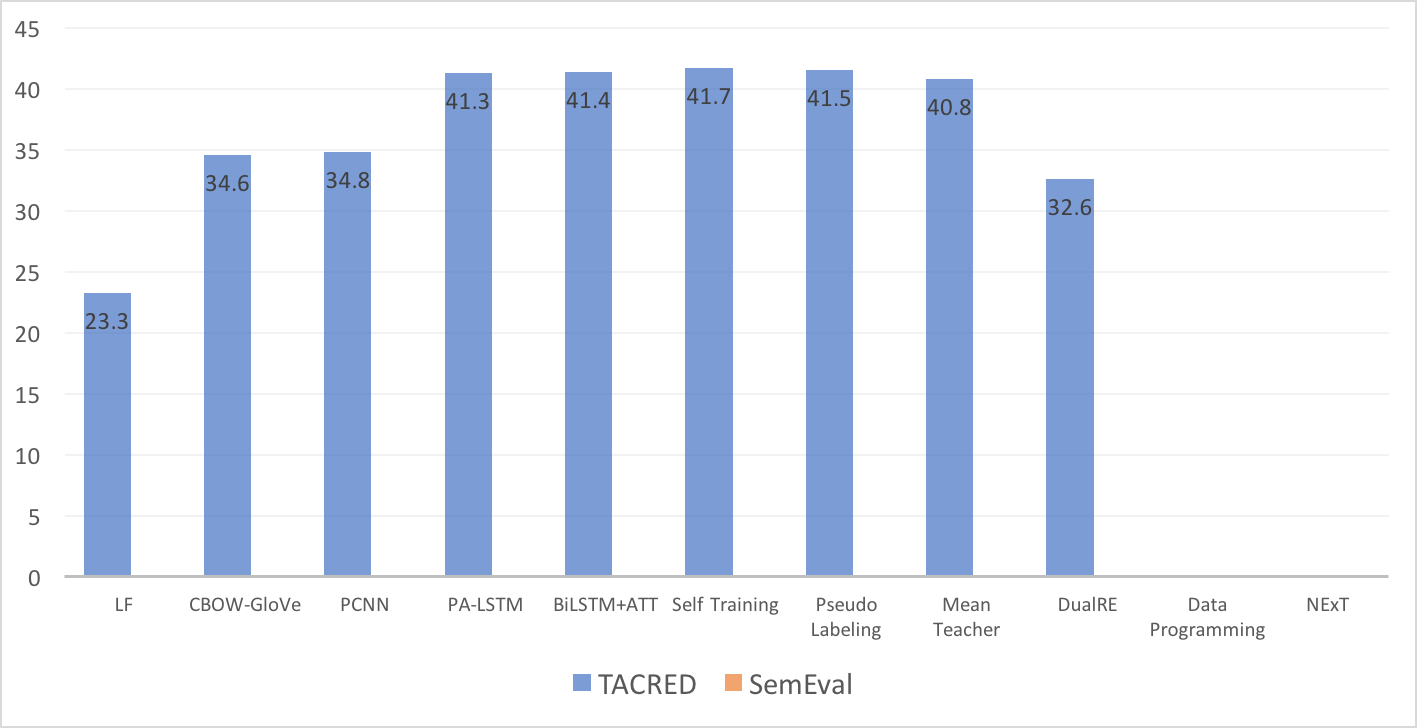 45
40
35
30
25
20
15
10
5
0
23.3
34.6
34.8
41.3
41.4
41.7
41.5
40.8
32.6
LF
CBOW-GloVe
PCNN
PA-LSTM
BiLSTM+ATT
Self Training
Pseudo
Labeling
Mean
Teacher
DualRE
Data
Programming
NExT
TACRED
SemEval